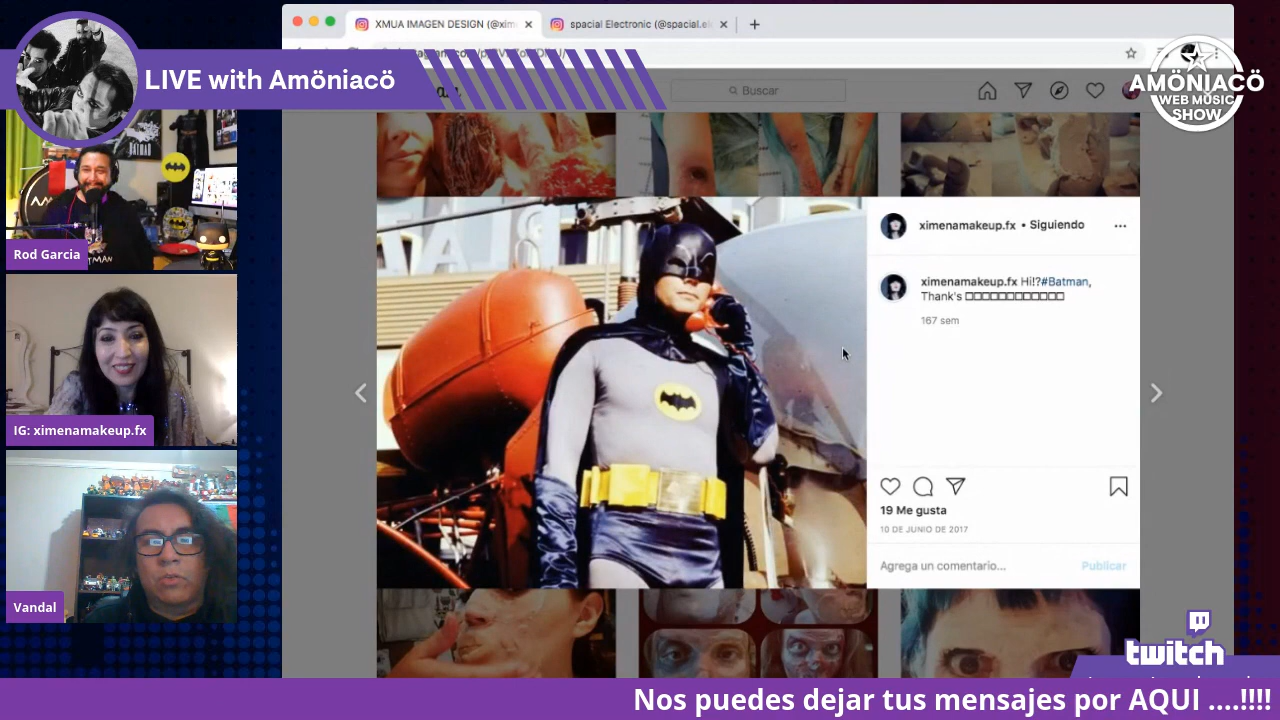 XMUA IMAGEN DESIGN (@xim
spacial Electronic (@spacial.el
LIVE with Amöniacö
Buscar
AMÖNIACÖ
WEB MUSIC
SHOW
BATMAN
Rod Garcia
IG: ximenamakeup.fx
Vandal
ximenamakeup.fx • Siguiendo
ximenamakeup.fx Hi!?#Batman,
Thank's □□□□□□□□□□□□
167 sem
19 Me gusta
10 DE JUNIO DE 2017
Agrega un comentario...
Publicar
twitch
Nos puedes dejar tus mensajes por AQUI ....!!!!